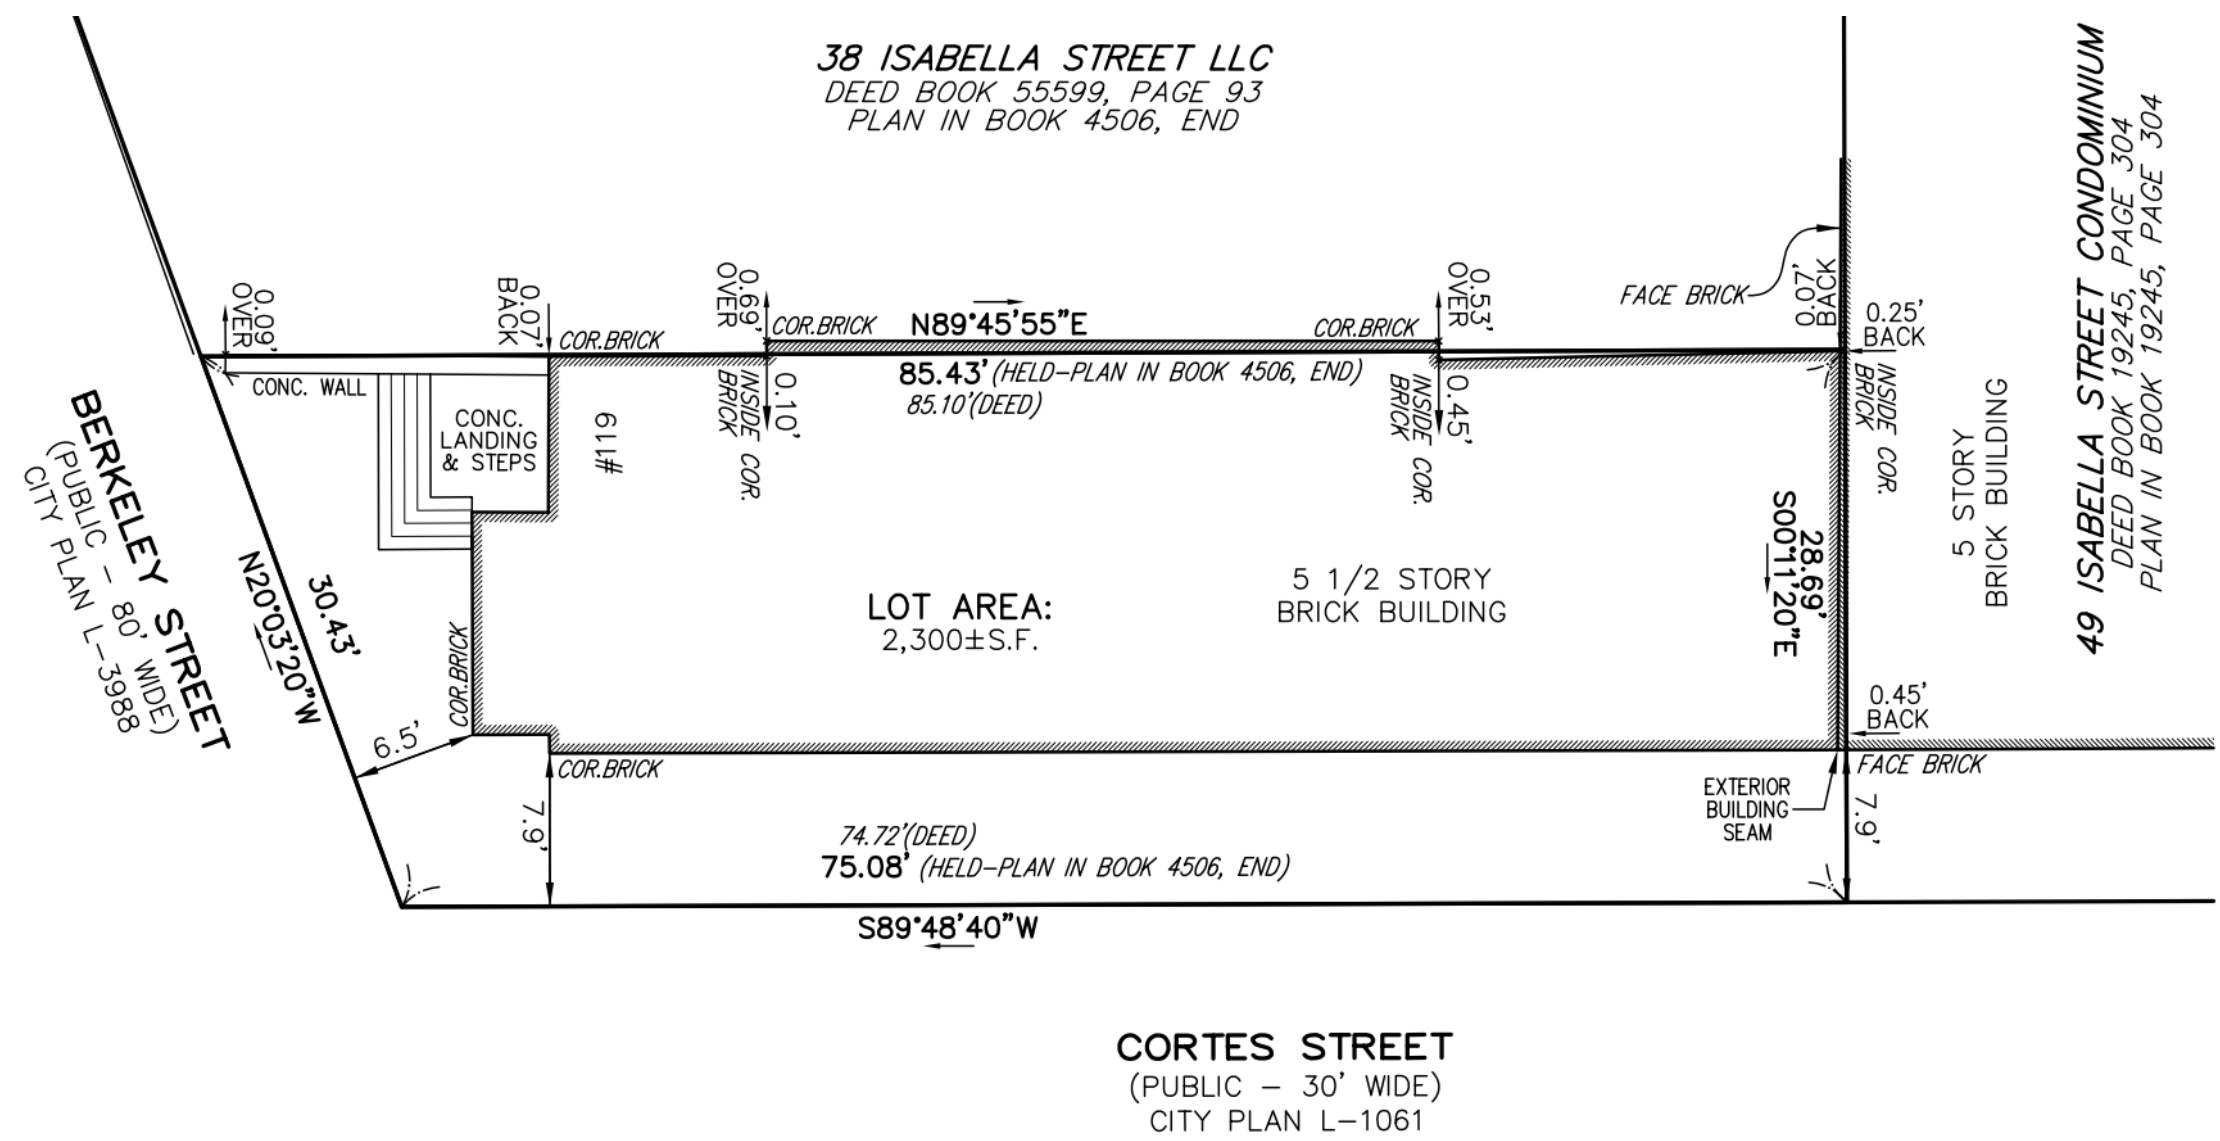 38 ISABELLA STREET LLC
DEED BOOK 55599, PAGE 93
PLAN IN BOOK 4506, END
49 ISABELLA STREET CONDOMINIUM
DEED BOOK 19245, PAGE 304
PLAN IN BOOK 19245, PAGE 304
0.09'
OVER
0.07'
BACK
COR.BRICK
0.69'
OVER
COR.BRICK
N89°45'55"E
COR.BRICK
0.53'
OVER
FACE BRICK
0.07'
BACK
0.25'
BACK
CONC. WALL
85.43' (HELD-PLAN IN BOOK 4506, END)
85.10'(DEED)
0.10'
INSIDE COR.
BRICK
0.45'
INSIDE COR.
BRICK
INSIDE COR.
BRICK
CONC.
LANDING
& STEPS
#119
5 STORY
BRICK BUILDING
BERKELEY STREET
(PUBLIC - 80' WIDE)
CITY PLAN L-3988
30.43'
N20°03'20"W
28.69'
S00°11'20"E
5 1/2 STORY
BRICK BUILDING
LOT AREA:
2,300±S.F.
COR.BRICK
6.5'
0.45'
BACK
COR.BRICK
FACE BRICK
EXTERIOR
BUILDING
SEAM
7.9'
7.9'
74.72'(DEED)
75.08' (HELD-PLAN IN BOOK 4506, END)
S89°48'40"W
CORTES STREET
(PUBLIC - 30' WIDE)
CITY PLAN L-1061